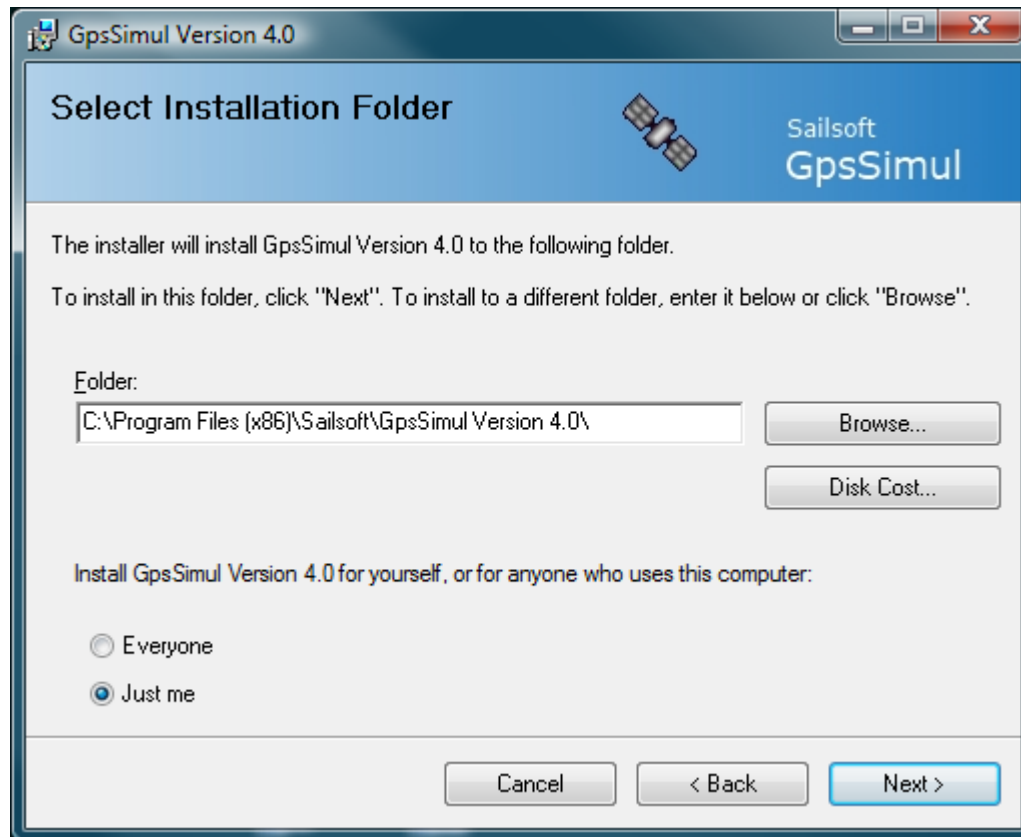 GpsSimul Version 4.0
Select Installation Folder
Sailsoft
GpsSimul
The installer will install GpsSimul Version 4.0 to the following folder.
To install in this folder, click "Next". To install to a different folder, enter it below or click "Browse".
Folder:
C:\Program Files (x86)\Sailsoft\GpsSimul Version 4.0\
Browse...
Disk Cost...
Install GpsSimul Version 4.0 for yourself, or for anyone who uses this computer:
Everyone
Just me
Cancel
< Back
Next >